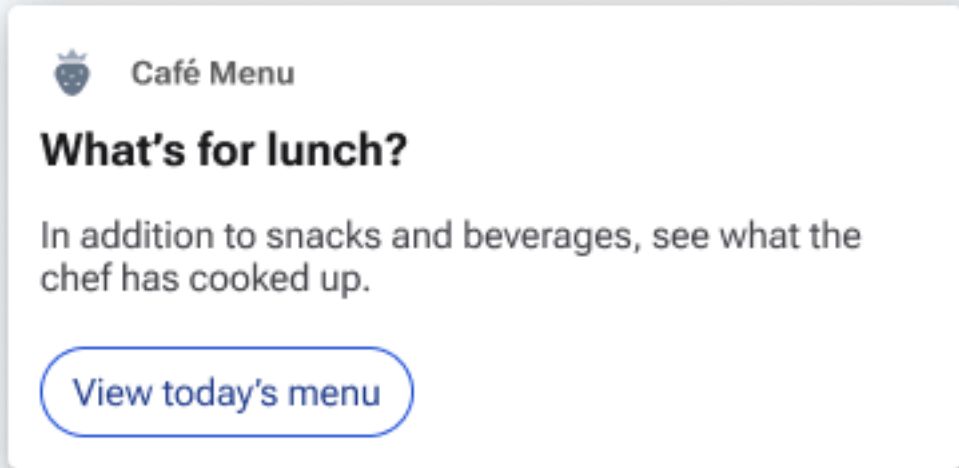 Café Menu
What’s for lunch?
In addition to snacks and beverages, see what the
chef has cooked up.
View today’s menu